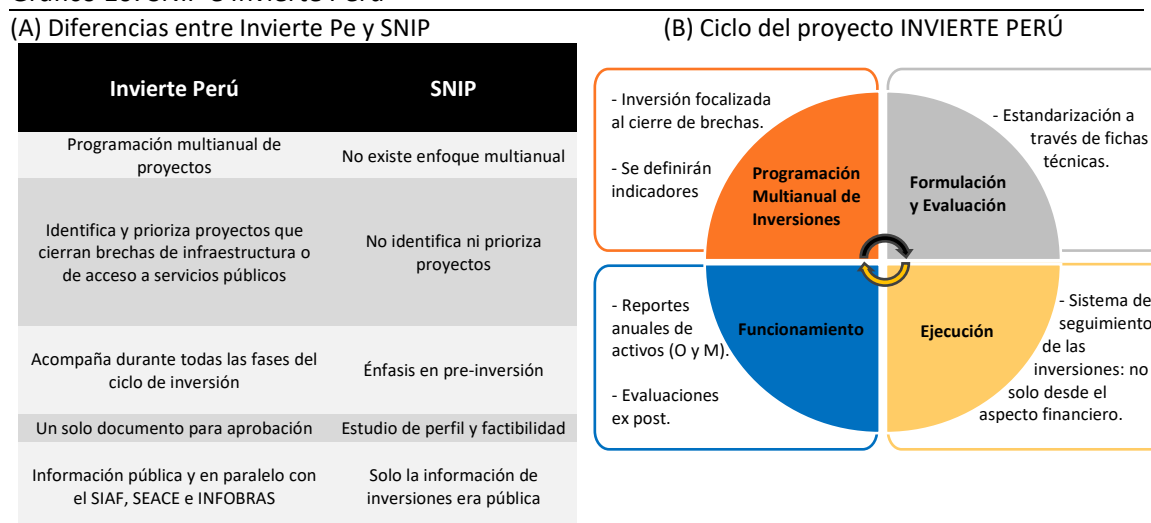 (A) Diferencias entre Invierte Pe y SNIP
Invierte Perú
SNIP
Programación multianual de
proyectos
No existe enfoque multianual
Identifica y prioriza proyectos que
cierran brechas de infraestructura o
de acceso a servicios públicos
No identifica ni prioriza
proyectos
Acompaña durante todas las fases del
ciclo de inversión
Énfasis en pre-inversión
Un solo documento para aprobación
Estudio de perfil y factibilidad
Información pública y en paralelo con
el SIAF, SEACE e INFOBRAS
Solo la información de
inversiones era pública
(B) Ciclo del proyecto INVIERTE PERÚ
- Inversión focalizada
al cierre de brechas.
- Se definirán
indicadores
Programación
Multianual de
Inversiones
Formulación
y Evaluación
- Estandarización a
través de fichas
técnicas.
- Reportes
anuales de
activos (O y M).
- Evaluaciones
ex post.
Funcionamiento
Ejecución
- Sistema de
seguimiento
de las
inversiones: no
solo desde el
aspecto financiero.